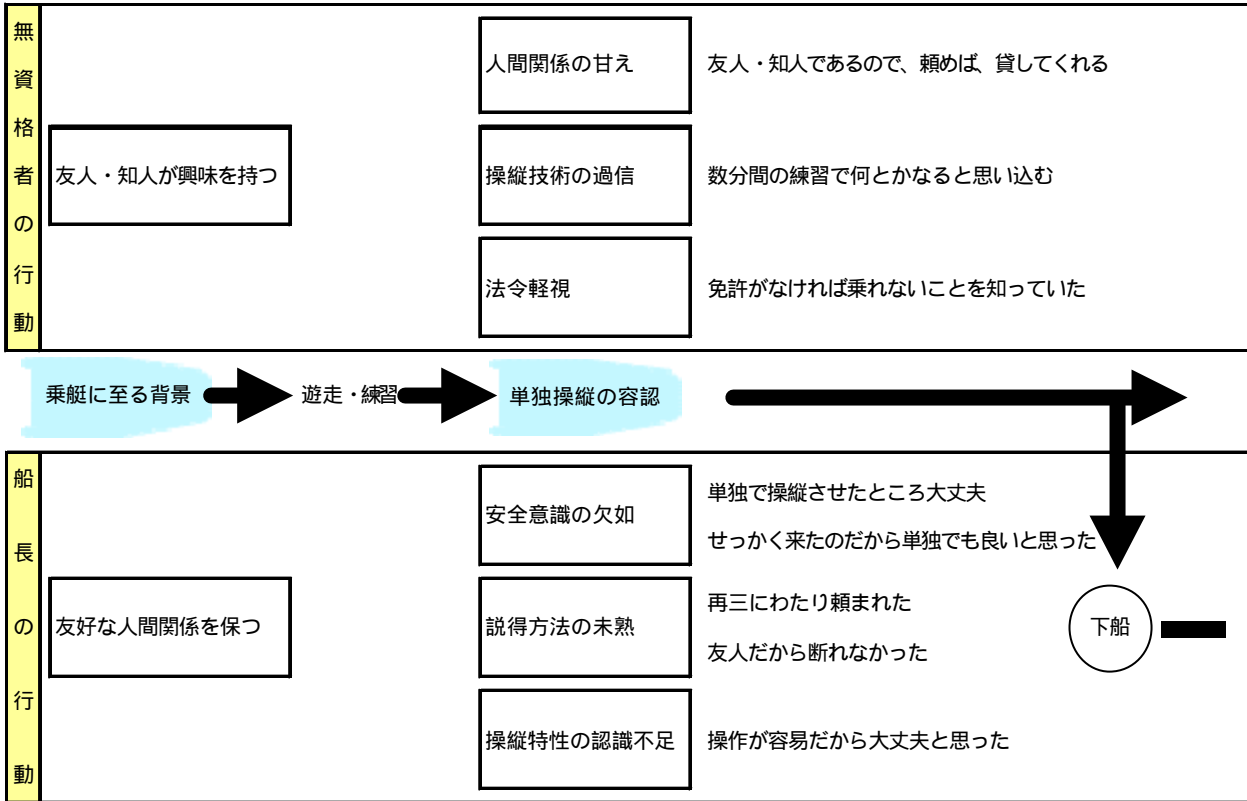 無資格者の行動
人間関係の甘え
友人・知人であるので、頼めば、貸してくれる
友人・知人が興味を持つ
操縦技術の過信
数分間の練習で何とかなると思い込む
法令軽視
免許がなければ乗れないことを知っていた
乗艇に至る背景
遊走・練習
単独操縦の容認
船長の行動
安全意識の欠如
単独で操縦させたところ大丈夫
せっかく来たのだから単独でも良いと思った
友好な人間関係を保つ
説得方法の未熟
再三にわたり頼まれた
友人だから断れなかった
下船
操縦特性の認識不足
操作が容易だから大丈夫と思った